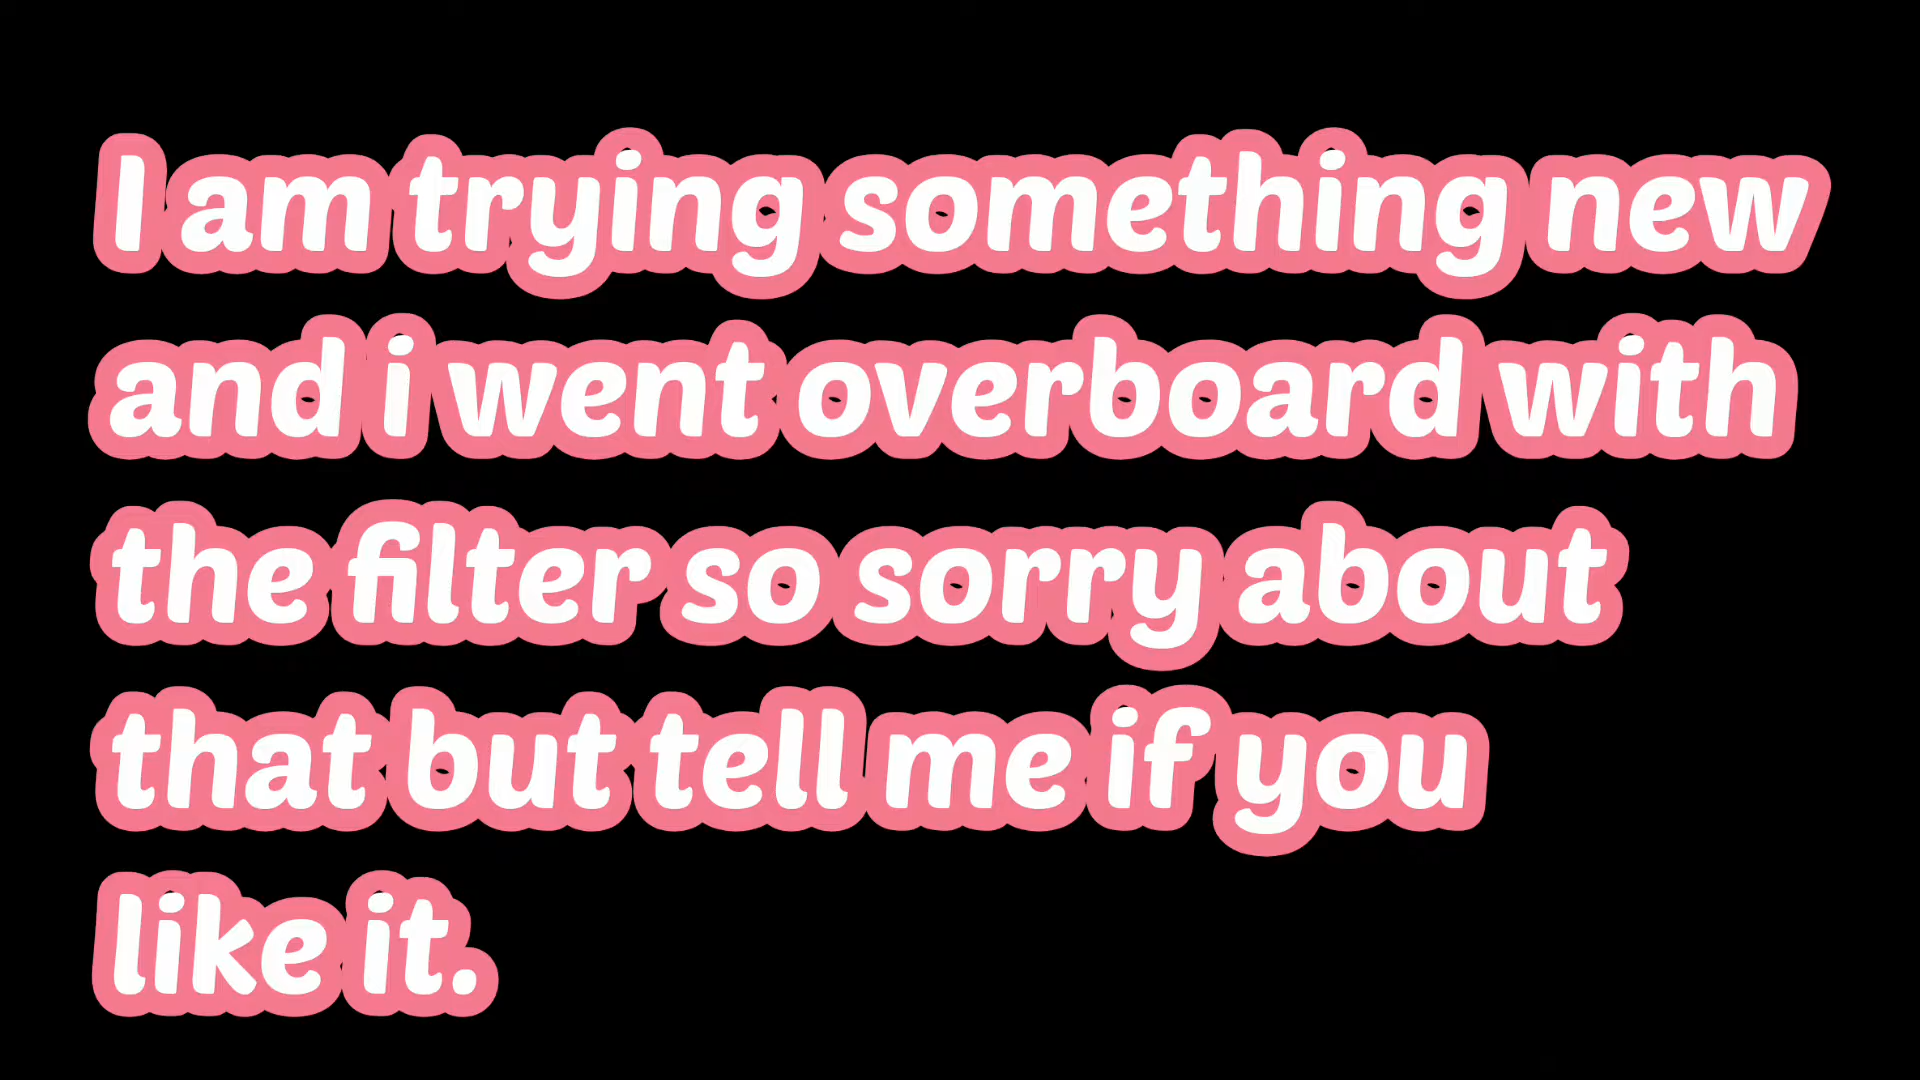 I am trying something new
and i went overboard with
the filter so sorry about
that but tell me if you
like it.